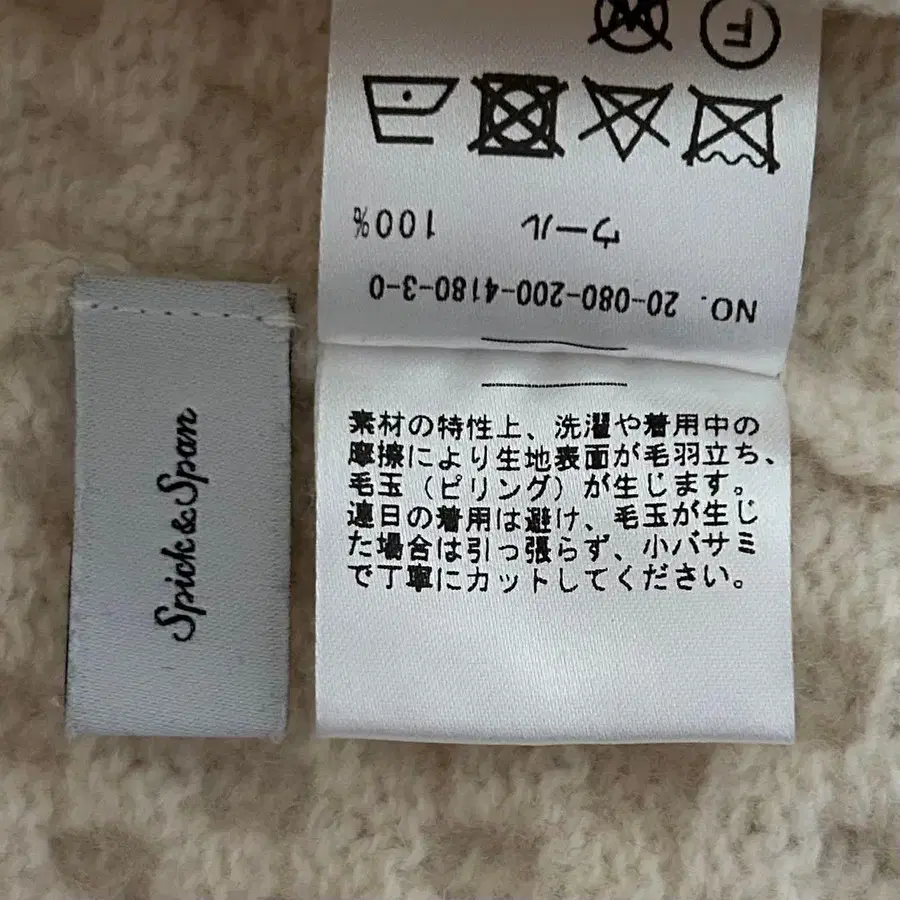 Spick&Span
F
ウール 100%
NO. 20-080-200-4180-3-0
素材の特性上、洗濯や着用中の
摩擦により生地表面が毛羽立ち、
毛玉（ピリング）が生じます。
連日の着用は避け、毛玉が生じ
た場合は引っ張らず、小バサミ
で丁寧にカットしてください。